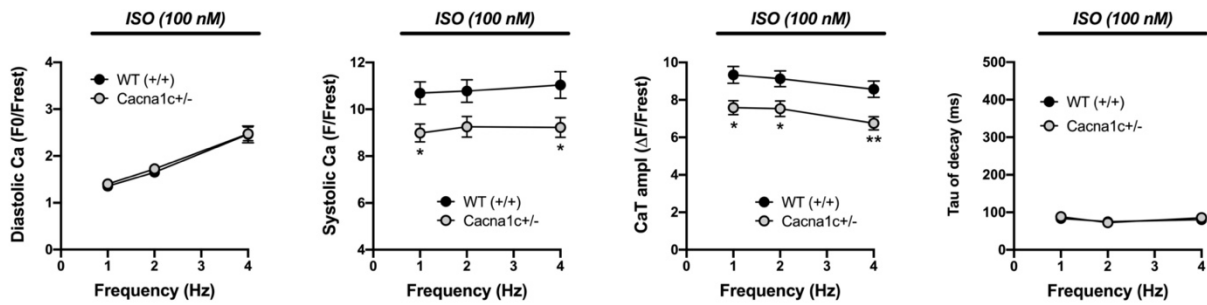 ISO (100 nM)
Diastolic Ca (F0/Frest)
4
3
2
1
0
WT (+/+)
Cacna1c+/-
0
1
2
3
4
Frequency (Hz)
ISO (100 nM)
Systolic Ca (F/Frest)
12
10
8
6
4
*
*
WT (+/+)
Cacna1c+/-
0
1
2
3
4
Frequency (Hz)
ISO (100 nM)
CaT ampl (ΔF/Frest)
10
8
6
4
2
0
*
*
**
WT (+/+)
Cacna1c+/-
0
1
2
3
4
Frequency (Hz)
ISO (100 nM)
Tau of decay (ms)
500
400
300
200
100
0
WT (+/+)
Cacna1c+/-
0
1
2
3
4
Frequency (Hz)